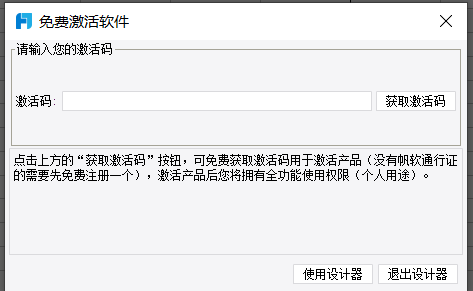 免费激活软件
请输入您的激活码
激活码:
获取激活码
点击上方的“获取激活码”按钮，可免费获取激活码用于激活产品（没有帆软通行证
的需要先免费注册一个），激活产品后您将拥有全功能使用权限（个人用途）。
使用设计器
退出设计器